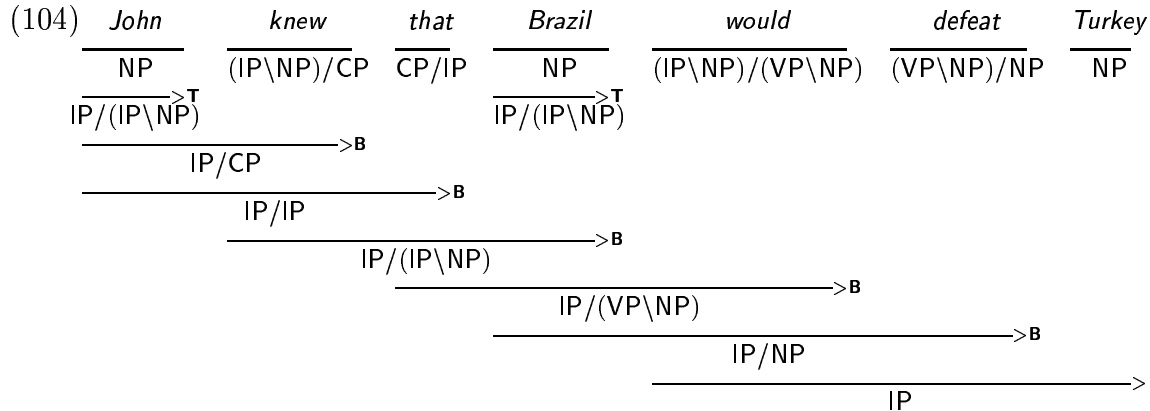 (104) John knew that Brazil would defeat Turkey
NP (IP\NP)/CP CP/IP NP (IP\NP)/(VP\NP) (VP\NP)/NP NP
>T >T
IP/(IP\NP) IP/(IP\NP)
>B
IP/CP
>B
IP/IP
>B
IP/(IP\NP)
>B
IP/(VP\NP)
>B
IP/NP
>
IP